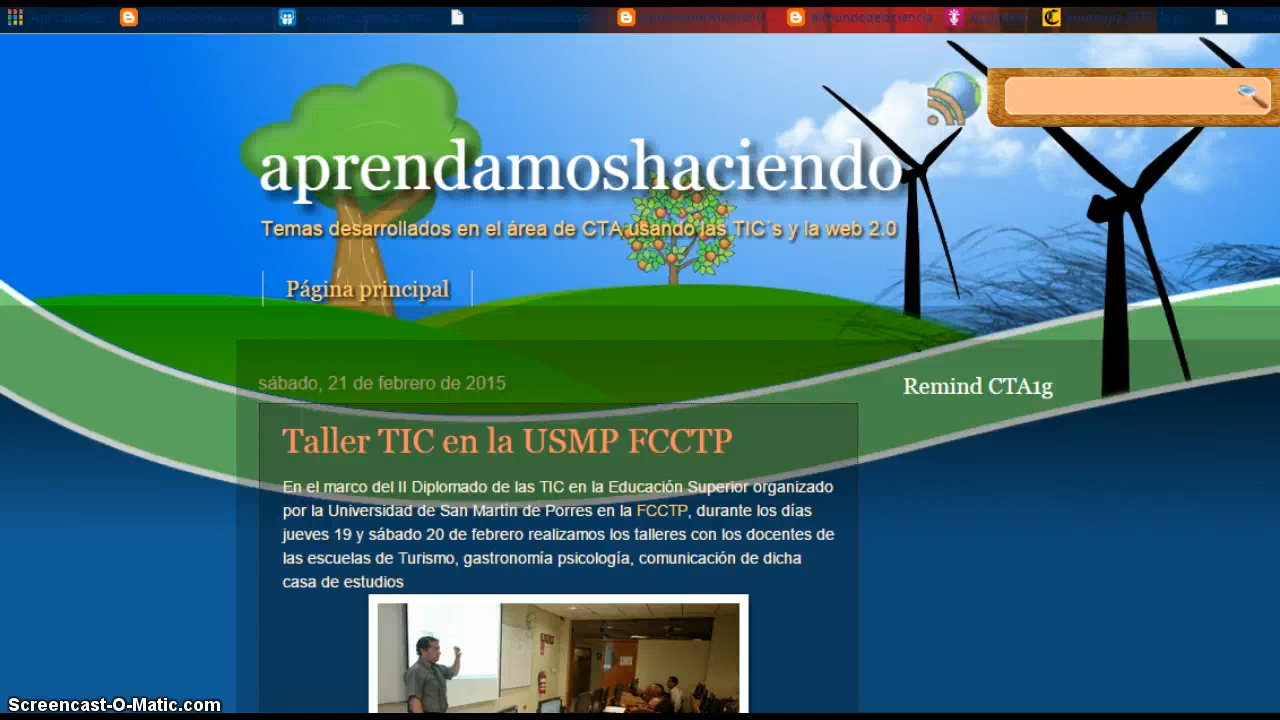 aprendamoshaciendo
Temas desarrollados en el área de CTA usando las TIC´s y la web 2.0
Página principal
sábado, 21 de febrero de 2015
Remind CTA1g
Taller TIC en la USMP FCCTP
En el marco del II Diplomado de las TIC en la Educación Superior organizado
por la Universidad de San Martín de Porres en la FCCTP, durante los días
jueves 19 y sábado 20 de febrero realizamos los talleres con los docentes de
las escuelas de Turismo, gastronomía psicología, comunicación de dicha
casa de estudios
Screencast-O-Matic.com